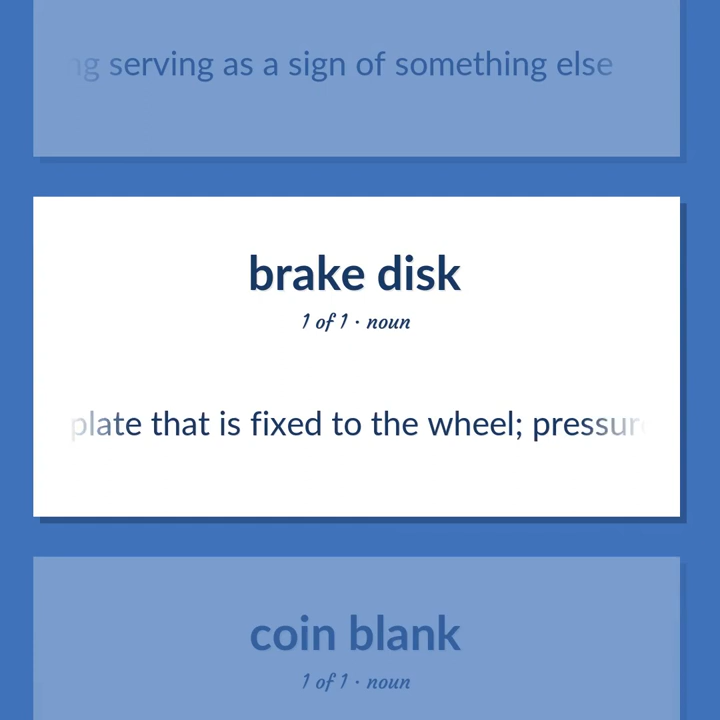 serving as a sign of something else
brake disk
1 of 1 · noun
plate that is fixed to the wheel; pressure
coin blank
1 of 1 · noun